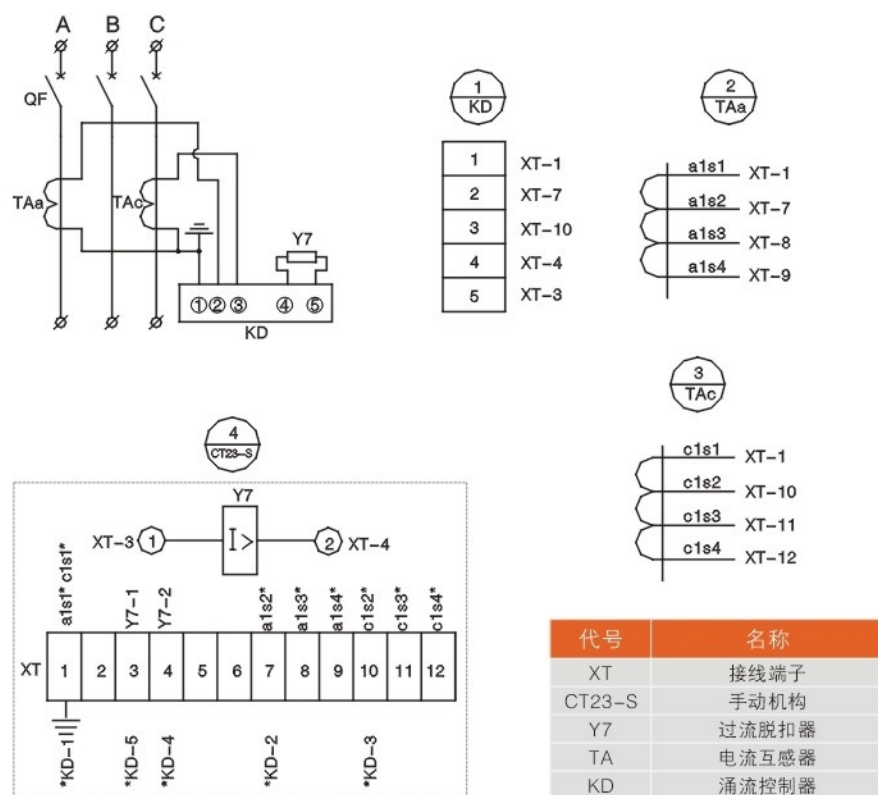 A B C
QF
TAa
TAc
Y7
① ② ③ ④ ⑤
KD
1
KD
1 XT-1
2 XT-7
3 XT-10
4 XT-4
5 XT-3
2
TAa
a1s1 XT-1
a1s2 XT-7
a1s3 XT-8
a1s4 XT-9
3
TAc
c1s1 XT-1
c1s2 XT-10
c1s3 XT-11
c1s4 XT-12
4
CT23-S
Y7
XT-3 ① I> ② XT-4
a1s1* c1s1* Y7-1 Y7-2 a1s2* a1s3* a1s4* c1s2* c1s3* c1s4*
XT 1 2 3 4 5 6 7 8 9 10 11 12
*KD-1 *KD-5 *KD-4 *KD-2 *KD-3
代号 名称
XT 接线端子
CT23-S 手动机构
Y7 过流脱扣器
TA 电流互感器
KD 涌流控制器